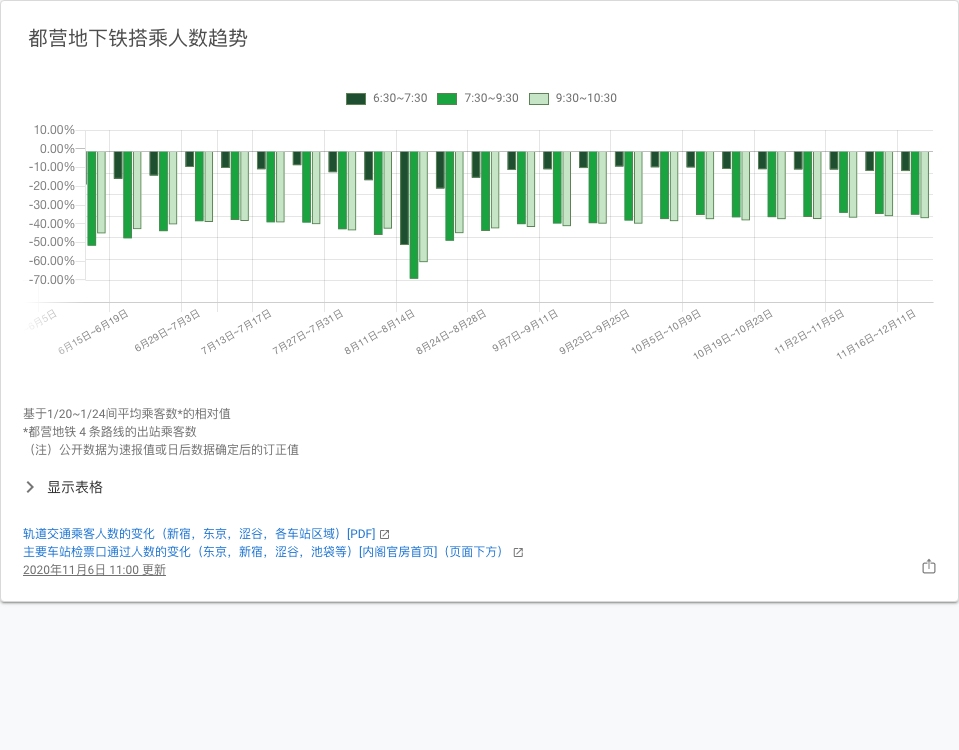 都营地下铁搭乘人数趋势
6:30~7:30 7:30~9:30 9:30~10:30
10.00%
0.00%
-10.00%
-20.00%
-30.00%
-40.00%
-50.00%
-60.00%
-70.00%
6月15日~6月19日
6月29日~7月3日
7月13日~7月17日
7月27日~7月31日
8月11日~8月14日
8月24日~8月28日
9月7日~9月11日
9月23日~9月25日
10月5日~10月9日
10月19日~10月23日
11月2日~11月5日
11月16日~12月11日
基于1/20~1/24间平均乘客数*的相对值
*都营地铁 4 条路线的出站乘客数
（注）公开数据为速报值或日后数据确定后的订正值
显示表格
轨道交通乘客人数的变化（新宿，东京，涩谷，各车站区域）[PDF]
主要车站检票口通过人数的变化（东京，新宿，涩谷，池袋等）[内阁官房首页]（页面下方）
2020年11月6日 11:00 更新